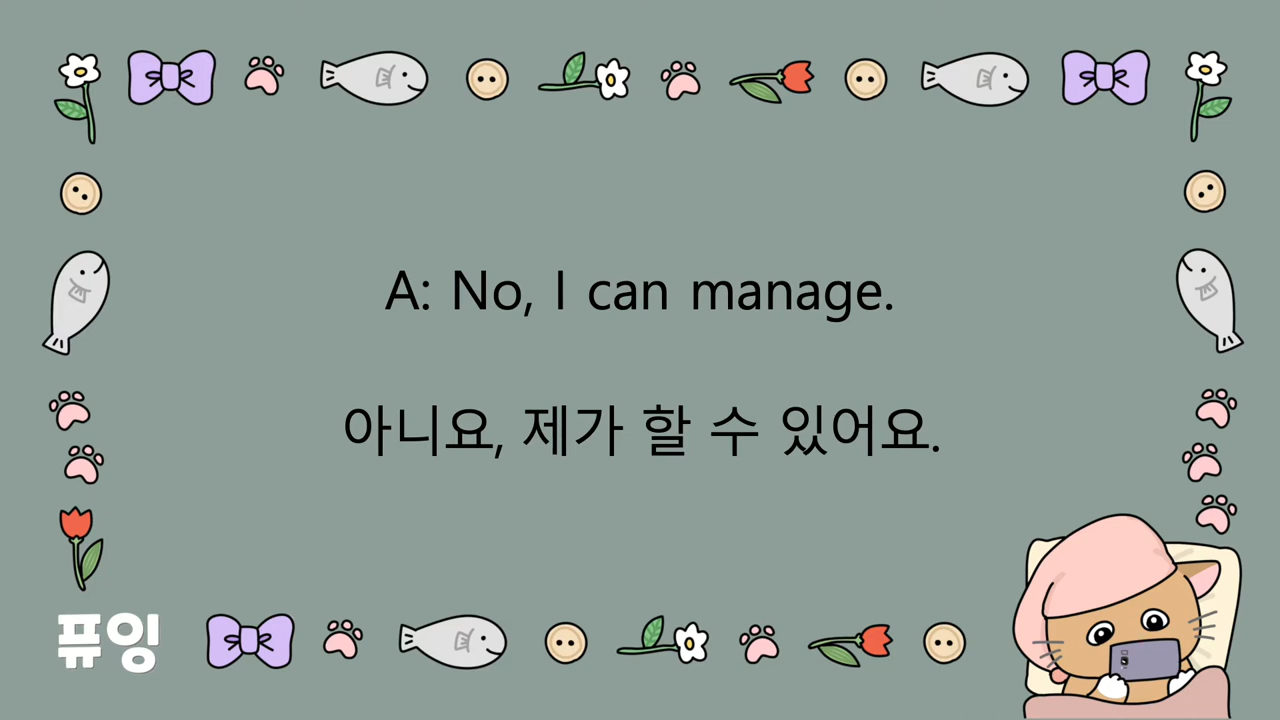 A: No, I can manage.
아니요, 제가 할 수 있어요.
퓨잉